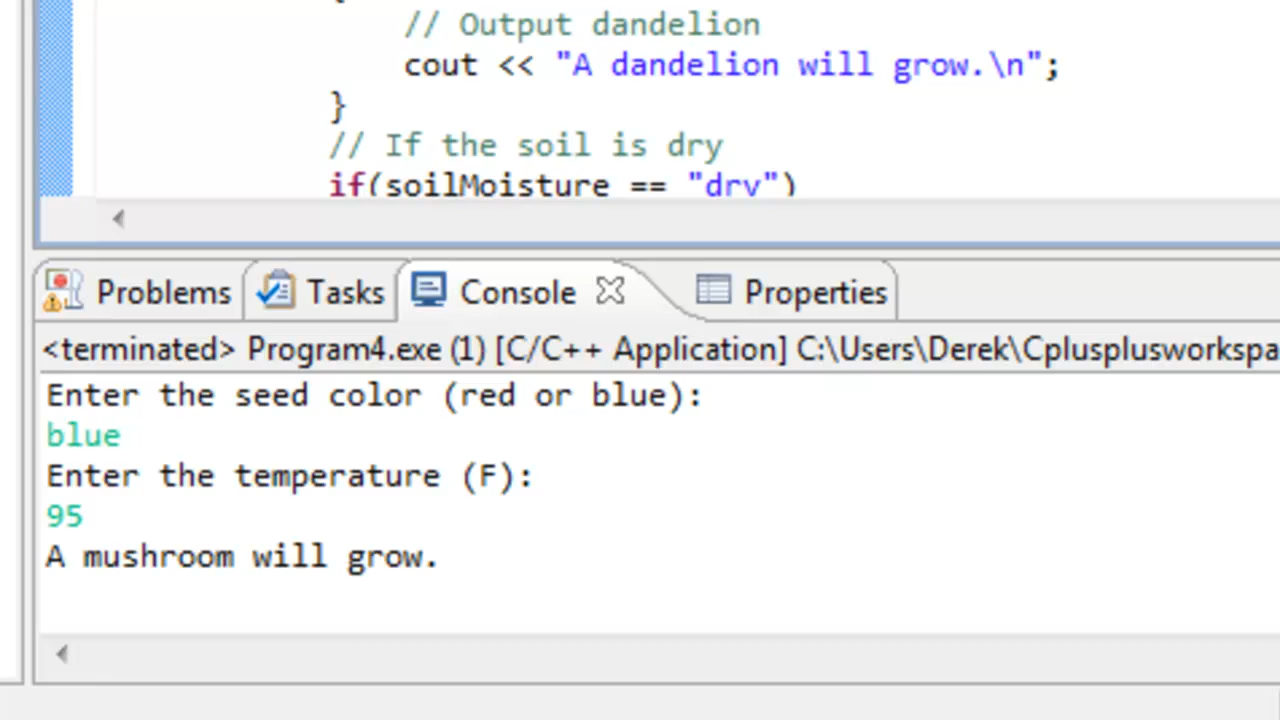 // Output dandelion
cout << "A dandelion will grow.\n";
}
// If the soil is dry
if(soilMoisture == "dry")
Problems Tasks Console Properties
<terminated> Program4.exe (1) [C/C++ Application] C:\Users\Derek\Cplusplusworkspa
Enter the seed color (red or blue):
blue
Enter the temperature (F):
95
A mushroom will grow.